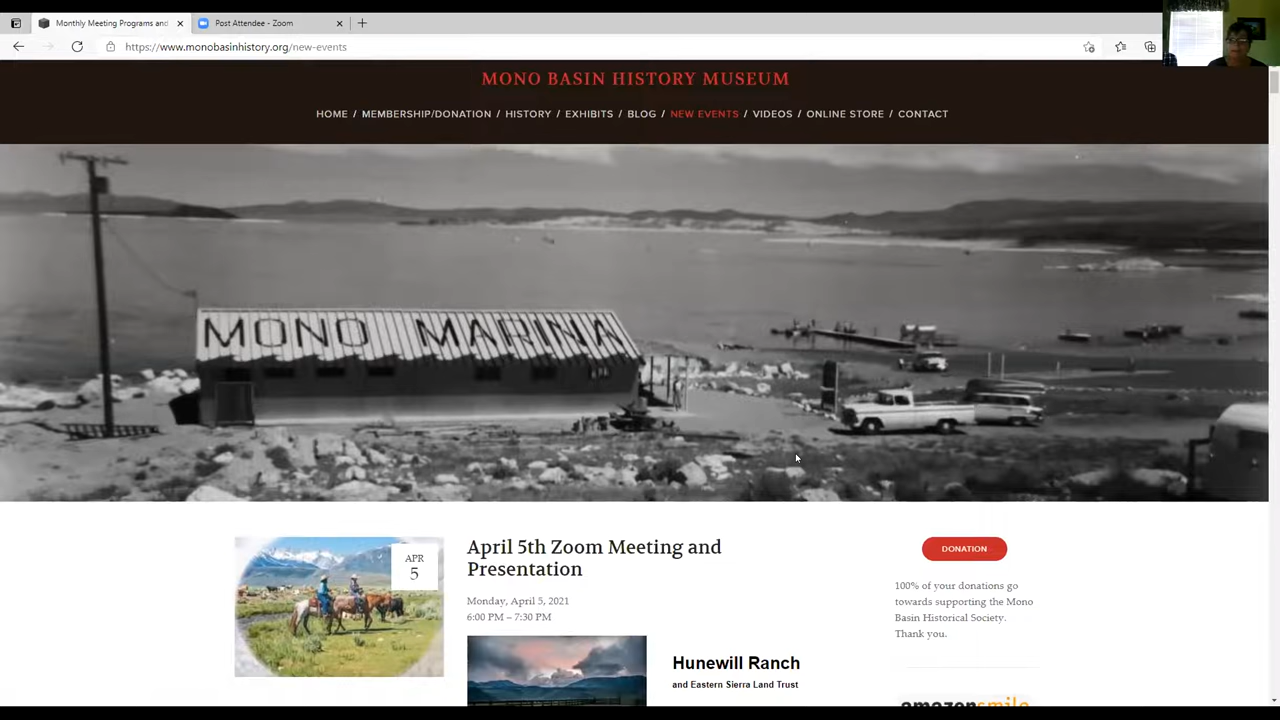 Monthly Meeting Programs and
Post Attendee - Zoom
https://www.monobasinhistory.org/new-events
MONO BASIN HISTORY MUSEUM
HOME / MEMBERSHIP/DONATION / HISTORY / EXHIBITS / BLOG / NEW EVENTS / VIDEOS / ONLINE STORE / CONTACT
MONO MARINA
APR
5
April 5th Zoom Meeting and
Presentation
Monday, April 5, 2021
6:00 PM – 7:30 PM
Hunewill Ranch
and Eastern Sierra Land Trust
DONATION
100% of your donations go
towards supporting the Mono
Basin Historical Society.
Thank you.
amazonsmile